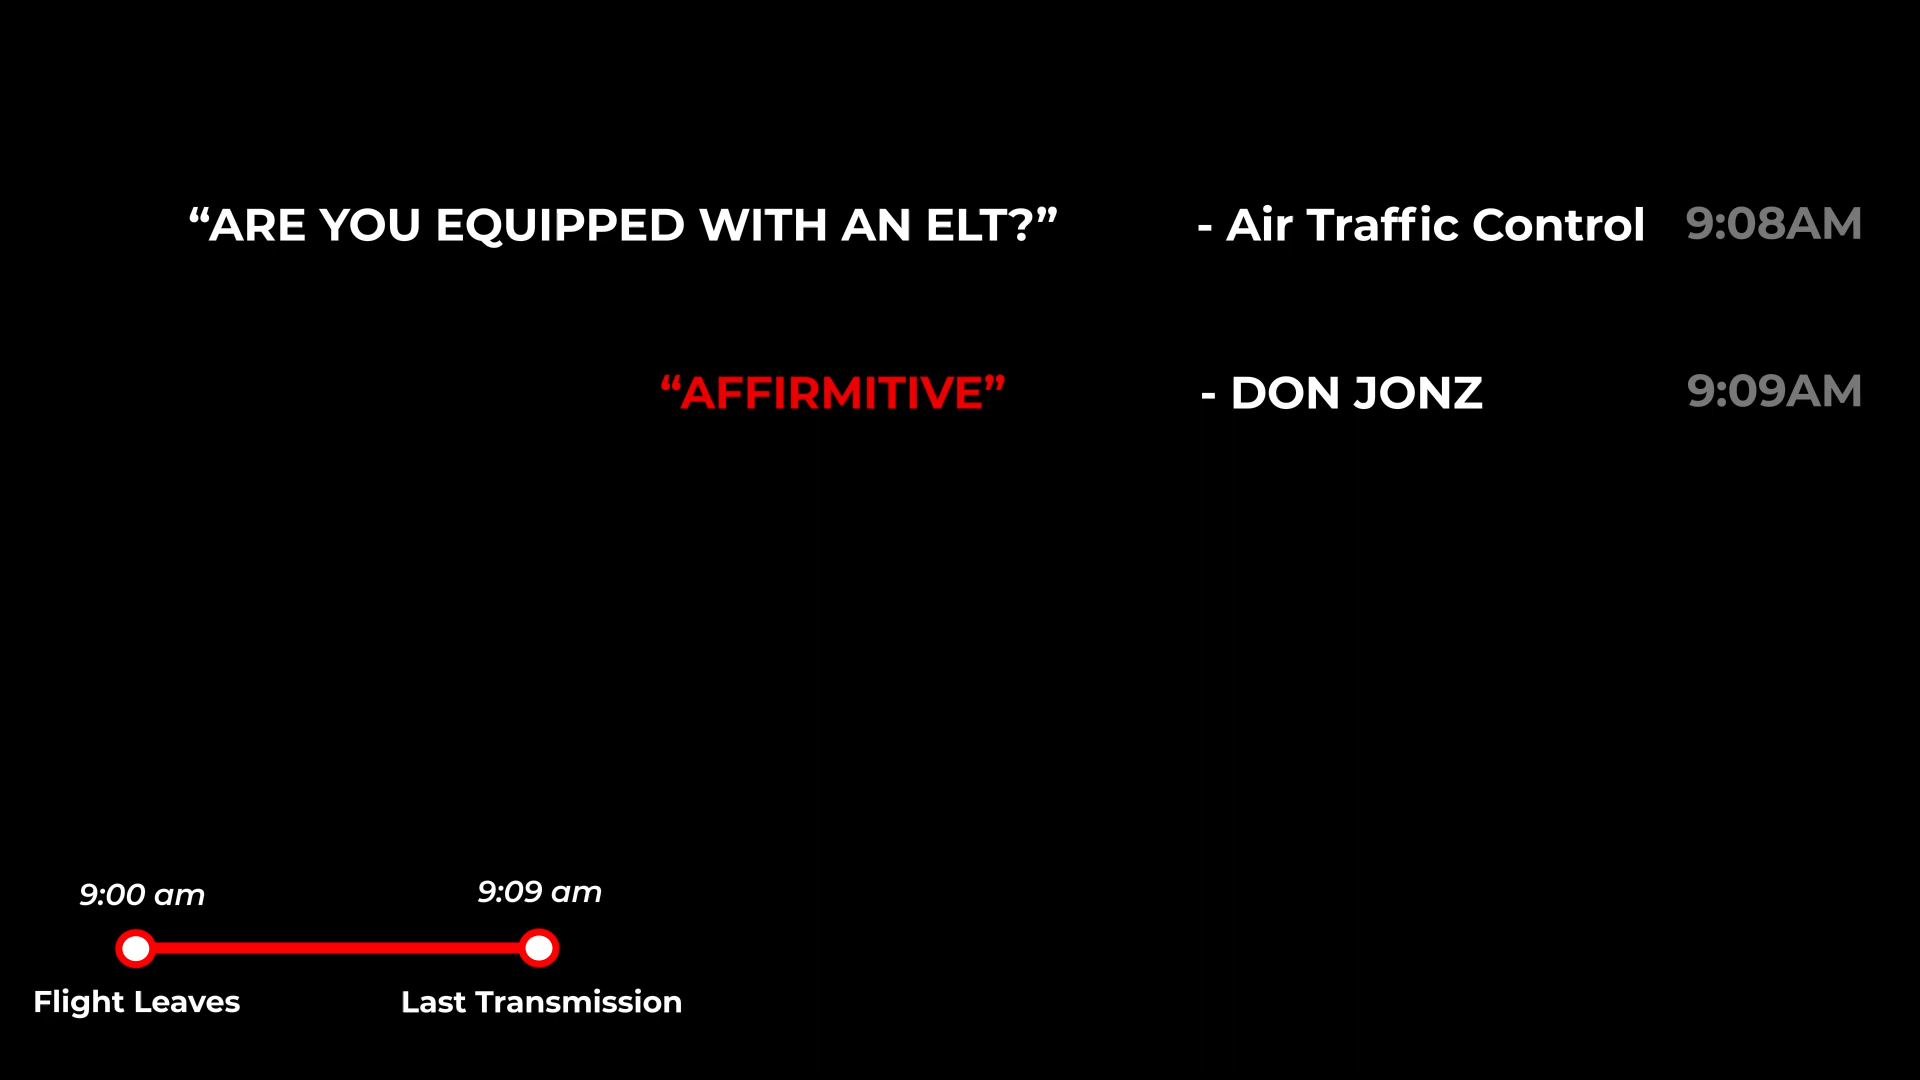 “ARE YOU EQUIPPED WITH AN ELT?” - Air Traffic Control 9:08AM
“AFFIRMITIVE” - DON JONZ 9:09AM
9:00 am 9:09 am
Flight Leaves Last Transmission